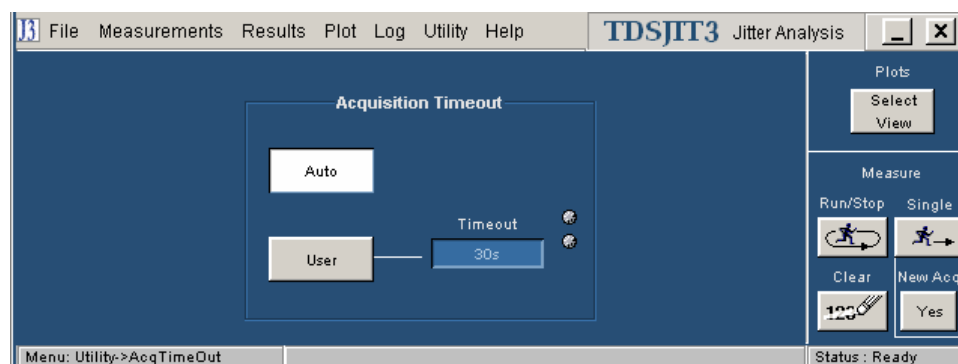 J3 File Measurements Results Plot Log Utility Help TDSJIT3 Jitter Analysis
Plots
Select
View
Acquisition Timeout
Auto
Measure
Run/Stop Single
Timeout
User 30s
Clear New Acq
123 Yes
Menu: Utility->AcqTimeOut Status : Ready